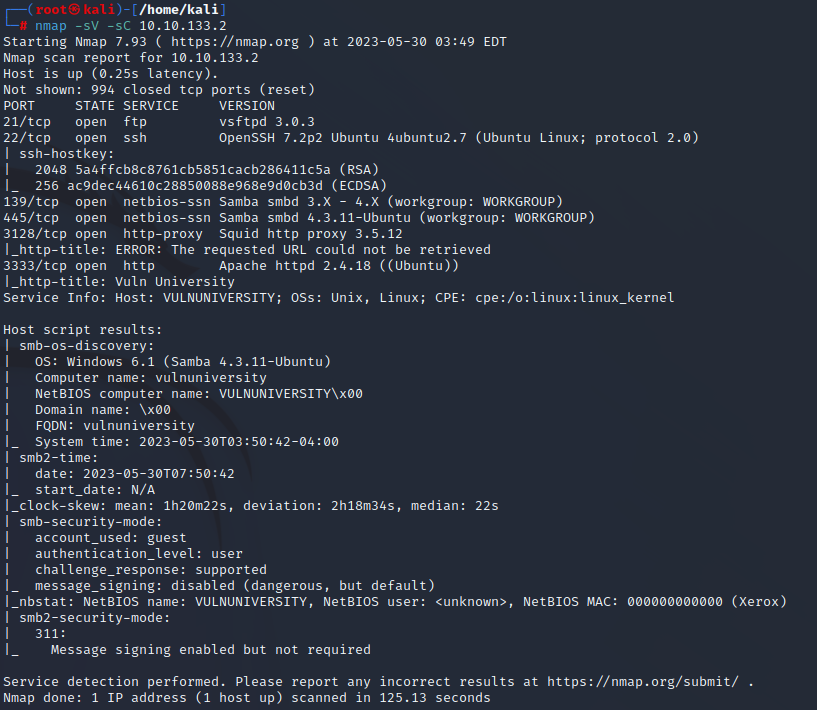 ┌──(root㉿kali)-[/home/kali]
└─# nmap -sV -sC 10.10.133.2
Starting Nmap 7.93 ( https://nmap.org ) at 2023-05-30 03:49 EDT
Nmap scan report for 10.10.133.2
Host is up (0.25s latency).
Not shown: 994 closed tcp ports (reset)
PORT     STATE SERVICE     VERSION
21/tcp   open  ftp         vsftpd 3.0.3
22/tcp   open  ssh         OpenSSH 7.2p2 Ubuntu 4ubuntu2.7 (Ubuntu Linux; protocol 2.0)
| ssh-hostkey:
|   2048 5a4ffcb8c8761cb5851cacb286411c5a (RSA)
|_  256 ac9dec44610c28850088e968e9d0cb3d (ECDSA)
139/tcp  open  netbios-ssn Samba smbd 3.X - 4.X (workgroup: WORKGROUP)
445/tcp  open  netbios-ssn Samba smbd 4.3.11-Ubuntu (workgroup: WORKGROUP)
3128/tcp open  http-proxy  Squid http proxy 3.5.12
|_http-title: ERROR: The requested URL could not be retrieved
3333/tcp open  http        Apache httpd 2.4.18 ((Ubuntu))
|_http-title: Vuln University
Service Info: Host: VULNUNIVERSITY; OSs: Unix, Linux; CPE: cpe:/o:linux:linux_kernel

Host script results:
| smb-os-discovery:
|   OS: Windows 6.1 (Samba 4.3.11-Ubuntu)
|   Computer name: vulnuniversity
|   NetBIOS computer name: VULNUNIVERSITY\x00
|   Domain name: \x00
|   FQDN: vulnuniversity
|_  System time: 2023-05-30T03:50:42-04:00
| smb2-time:
|   date: 2023-05-30T07:50:42
|_  start_date: N/A
|_clock-skew: mean: 1h20m22s, deviation: 2h18m34s, median: 22s
| smb-security-mode:
|   account_used: guest
|   authentication_level: user
|   challenge_response: supported
|_  message_signing: disabled (dangerous, but default)
|_nbstat: NetBIOS name: VULNUNIVERSITY, NetBIOS user: <unknown>, NetBIOS MAC: 000000000000 (Xerox)
| smb2-security-mode:
|   311:
|_    Message signing enabled but not required

Service detection performed. Please report any incorrect results at https://nmap.org/submit/ .
Nmap done: 1 IP address (1 host up) scanned in 125.13 seconds